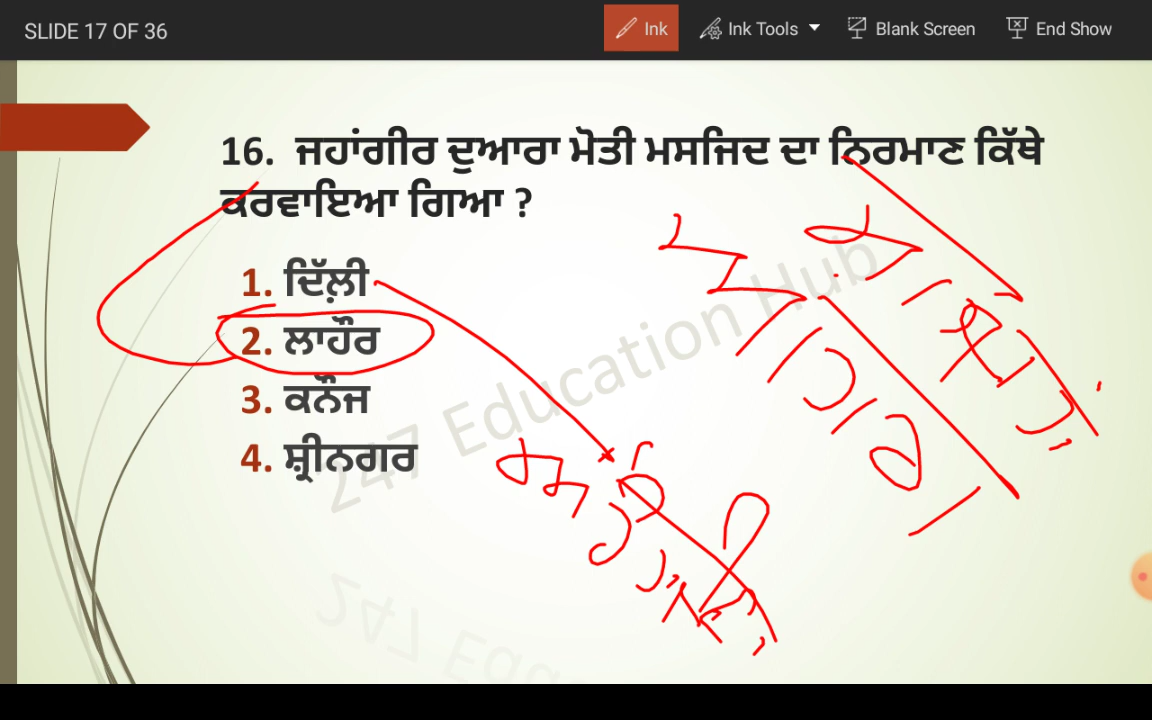 SLIDE 17 OF 36
Ink
Ink Tools
Blank Screen
End Show
16. ਜਹਾਂਗੀਰ ਦੁਆਰਾ ਮੋਤੀ ਮਸਜਿਦ ਦਾ ਨਿਰਮਾਣ ਕਿੱਥੇ
ਕਰਵਾਇਆ ਗਿਆ ?
1. ਦਿੱਲ਼ੀ
2. ਲਾਹੌਰ
3. ਕਨੌਜ
4. ਸ਼੍ਰੀਨਗਰ
247 Education Hub